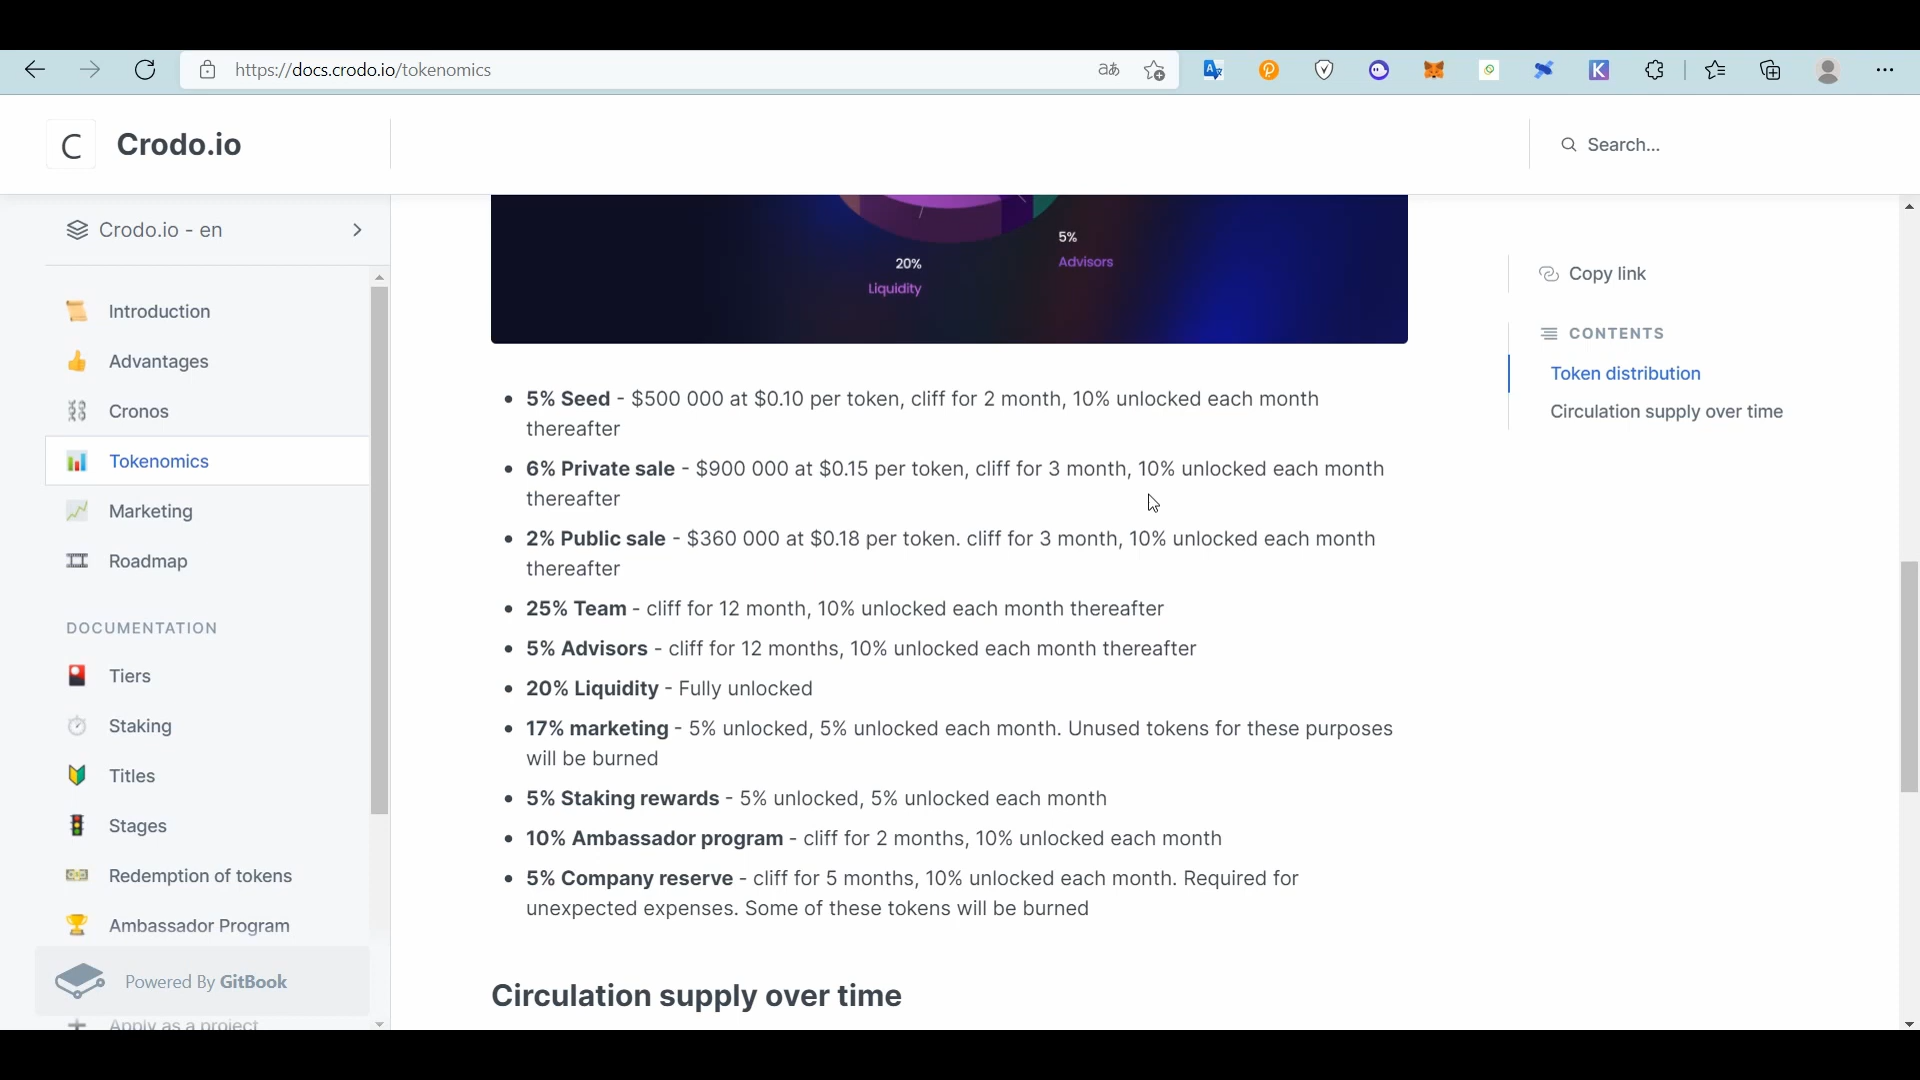 https://docs.crodo.io/tokenomics
Crodo.io
Search...
Crodo.io - en
Introduction
Advantages
Cronos
Tokenomics
Marketing
Roadmap
DOCUMENTATION
Tiers
Staking
Titles
Stages
Redemption of tokens
Ambassador Program
Powered By GitBook
Apply as a project
5%
Advisors
20%
Liquidity
• 5% Seed - $500 000 at $0.10 per token, cliff for 2 month, 10% unlocked each month
thereafter
• 6% Private sale - $900 000 at $0.15 per token, cliff for 3 month, 10% unlocked each month
thereafter
• 2% Public sale - $360 000 at $0.18 per token. cliff for 3 month, 10% unlocked each month
thereafter
• 25% Team - cliff for 12 month, 10% unlocked each month thereafter
• 5% Advisors - cliff for 12 months, 10% unlocked each month thereafter
• 20% Liquidity - Fully unlocked
• 17% marketing - 5% unlocked, 5% unlocked each month. Unused tokens for these purposes
will be burned
• 5% Staking rewards - 5% unlocked, 5% unlocked each month
• 10% Ambassador program - cliff for 2 months, 10% unlocked each month
• 5% Company reserve - cliff for 5 months, 10% unlocked each month. Required for
unexpected expenses. Some of these tokens will be burned
Circulation supply over time
Copy link
CONTENTS
Token distribution
Circulation supply over time